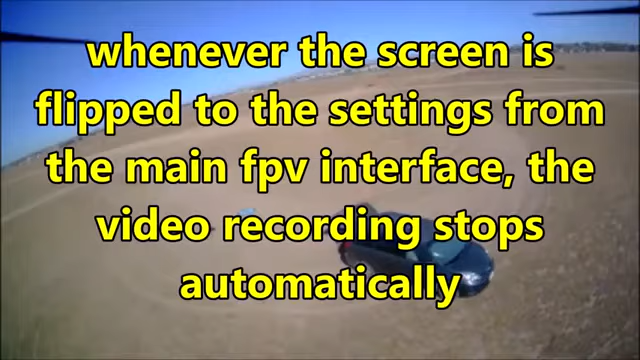 whenever the screen is
flipped to the settings from
the main fpv interface, the
video recording stops
automatically